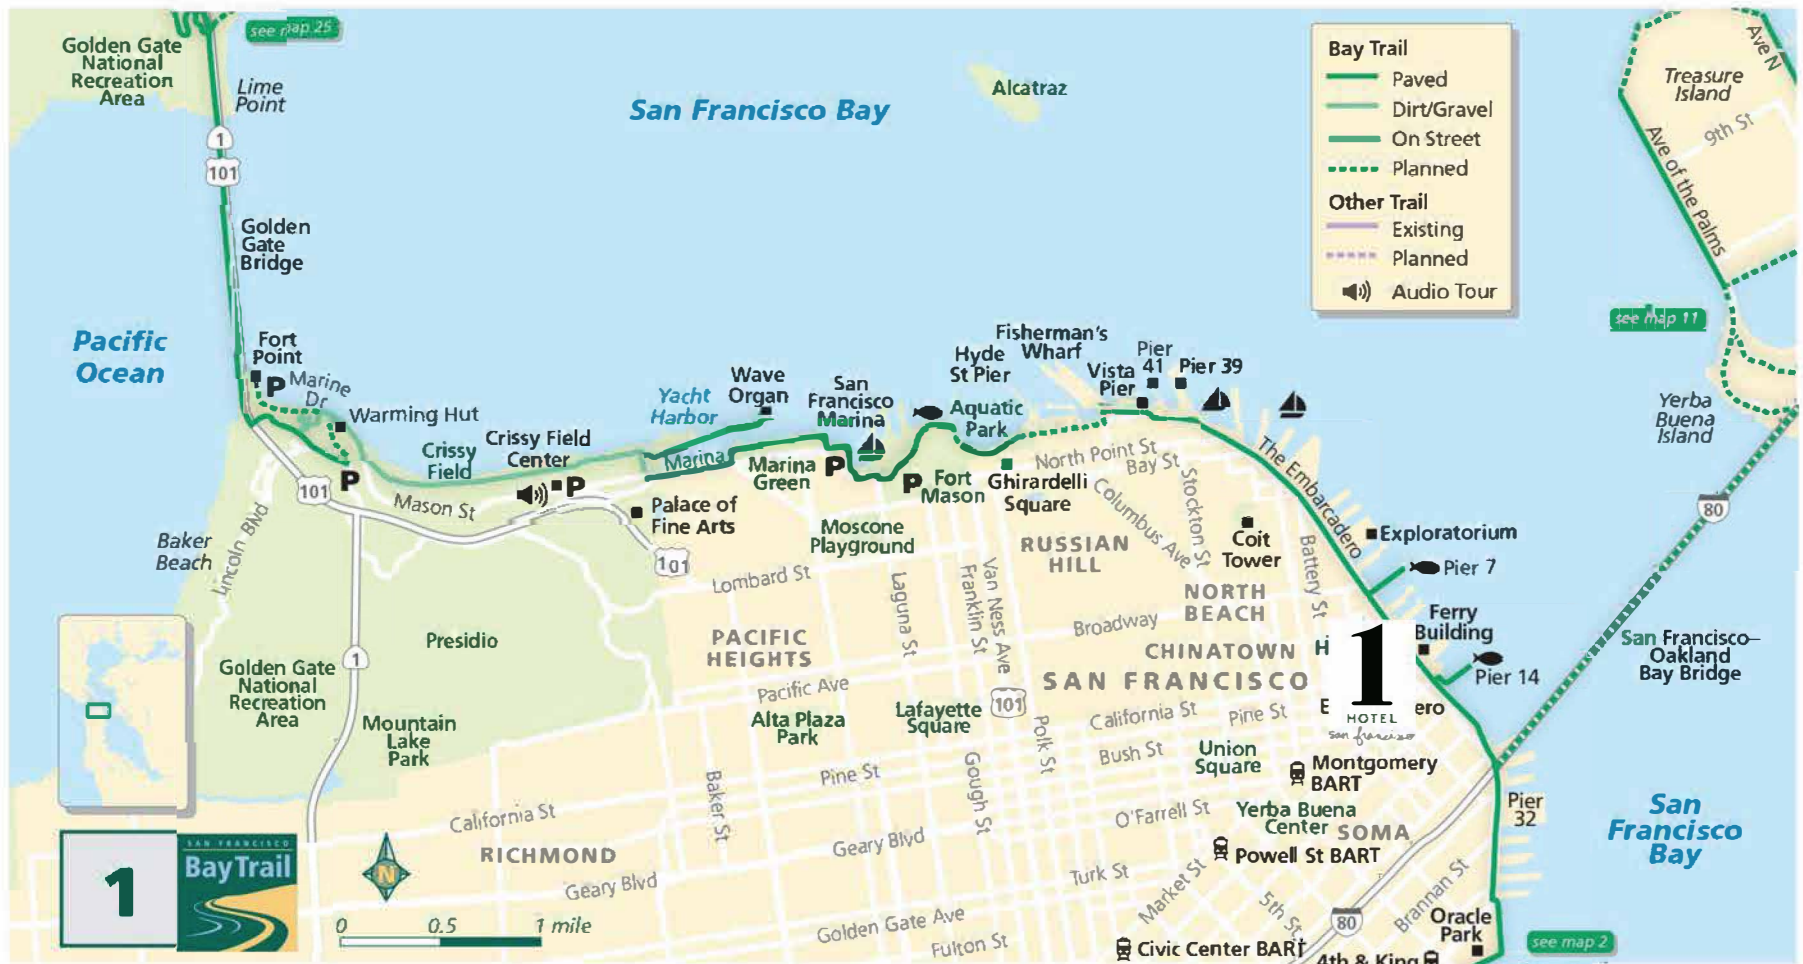 see map 25
Golden Gate
National
Recreation
Area
Lime
Point
1
101
San Francisco Bay
Alcatraz
Bay Trail
Paved
Dirt/Gravel
On Street
Planned
Other Trail
Existing
Planned
Audio Tour
Ave N
Treasure
Island
9th St
Ave of the Palms
see map 11
Yerba
Buena
Island
Golden
Gate
Bridge
Pacific
Ocean
Fort
Point
P
Marine
Dr
Warming Hut
P
Crissy
Field
Crissy Field
Center
P
Yacht
Harbor
Wave
Organ
San
Francisco
Marina
Marina
Marina
Green
P
Hyde
St Pier
Fisherman's
Wharf
Aquatic
Park
Vista
Pier
Pier
41
Pier 39
P
Fort
Mason
Ghirardelli
Square
North Point St
Bay St
The Embarcadero
Columbus Ave
Stockton St
101
Mason St
Palace of
Fine Arts
101
Baker
Beach
Lincoln Blvd
Moscone
Playground
Lombard St
RUSSIAN
HILL
Coit
Tower
Battery St
Exploratorium
Pier 7
80
Laguna St
Franklin St
Van Ness Ave
NORTH
BEACH
Broadway
Ferry
Building
Pier 14
San Francisco–
Oakland
Bay Bridge
Presidio
1
PACIFIC
HEIGHTS
CHINATOWN
H
1
HOTEL
san francisco
E
ero
SAN FRANCISCO
Golden Gate
National
Recreation
Area
Mountain
Lake
Park
Pacific Ave
Alta Plaza
Park
Lafayette
Square
101
Polk St
California St
Pine St
Bush St
Union
Square
Montgomery
BART
Pine St
Baker St
Gough St
California St
O'Farrell St
Yerba Buena
Center
SOMA
Pier
32
San
Francisco
Bay
Geary Blvd
RICHMOND
Geary Blvd
Powell St BART
Turk St
Market St
5th St
Brannan St
80
Golden Gate Ave
Fulton St
Civic Center BART
4th & King
Oracle
Park
see map 2
1
SAN FRANCISCO
Bay Trail
N
0 0.5 1 mile